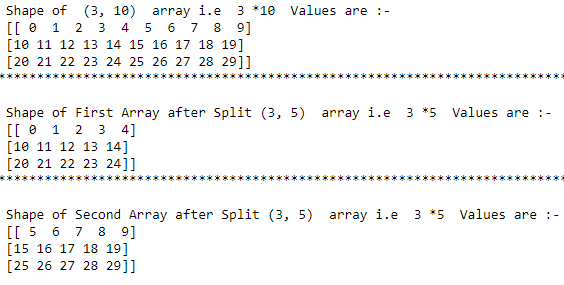 Shape of  (3, 10)  array i.e  3 *10  Values are :-
[[ 0  1  2  3  4  5  6  7  8  9]
[10 11 12 13 14 15 16 17 18 19]
[20 21 22 23 24 25 26 27 28 29]]
******************************************************************************
Shape of First Array after Split (3, 5)  array i.e  3 *5  Values are :-
[[ 0  1  2  3  4]
[10 11 12 13 14]
[20 21 22 23 24]]
******************************************************************************
Shape of Second Array after Split (3, 5)  array i.e  3 *5  Values are :-
[[ 5  6  7  8  9]
[15 16 17 18 19]
[25 26 27 28 29]]